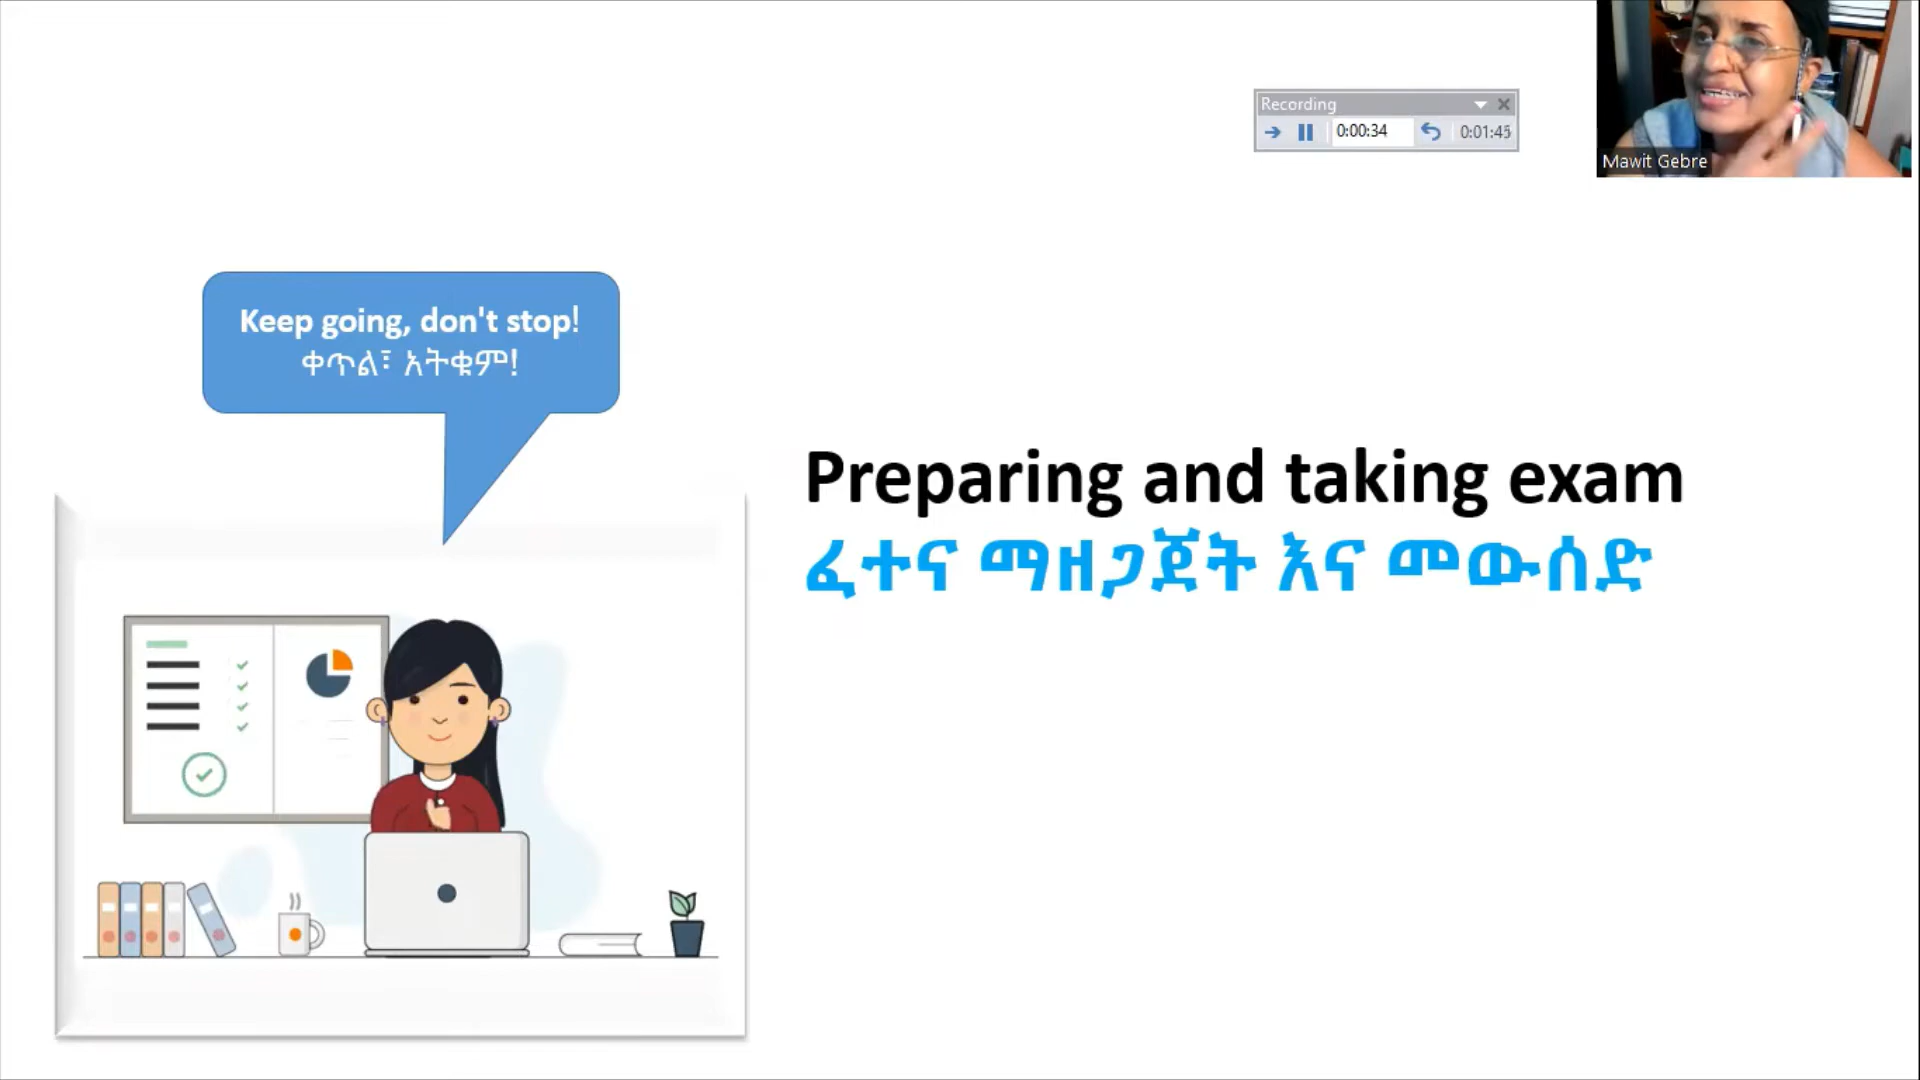 Recording
0:00:34
0:01:45
Mawit Gebre
Keep going, don't stop!
ቀጥል፣ አትቁም!
Preparing and taking exam
ፈተና ማዘጋጀት እና መውሰድ